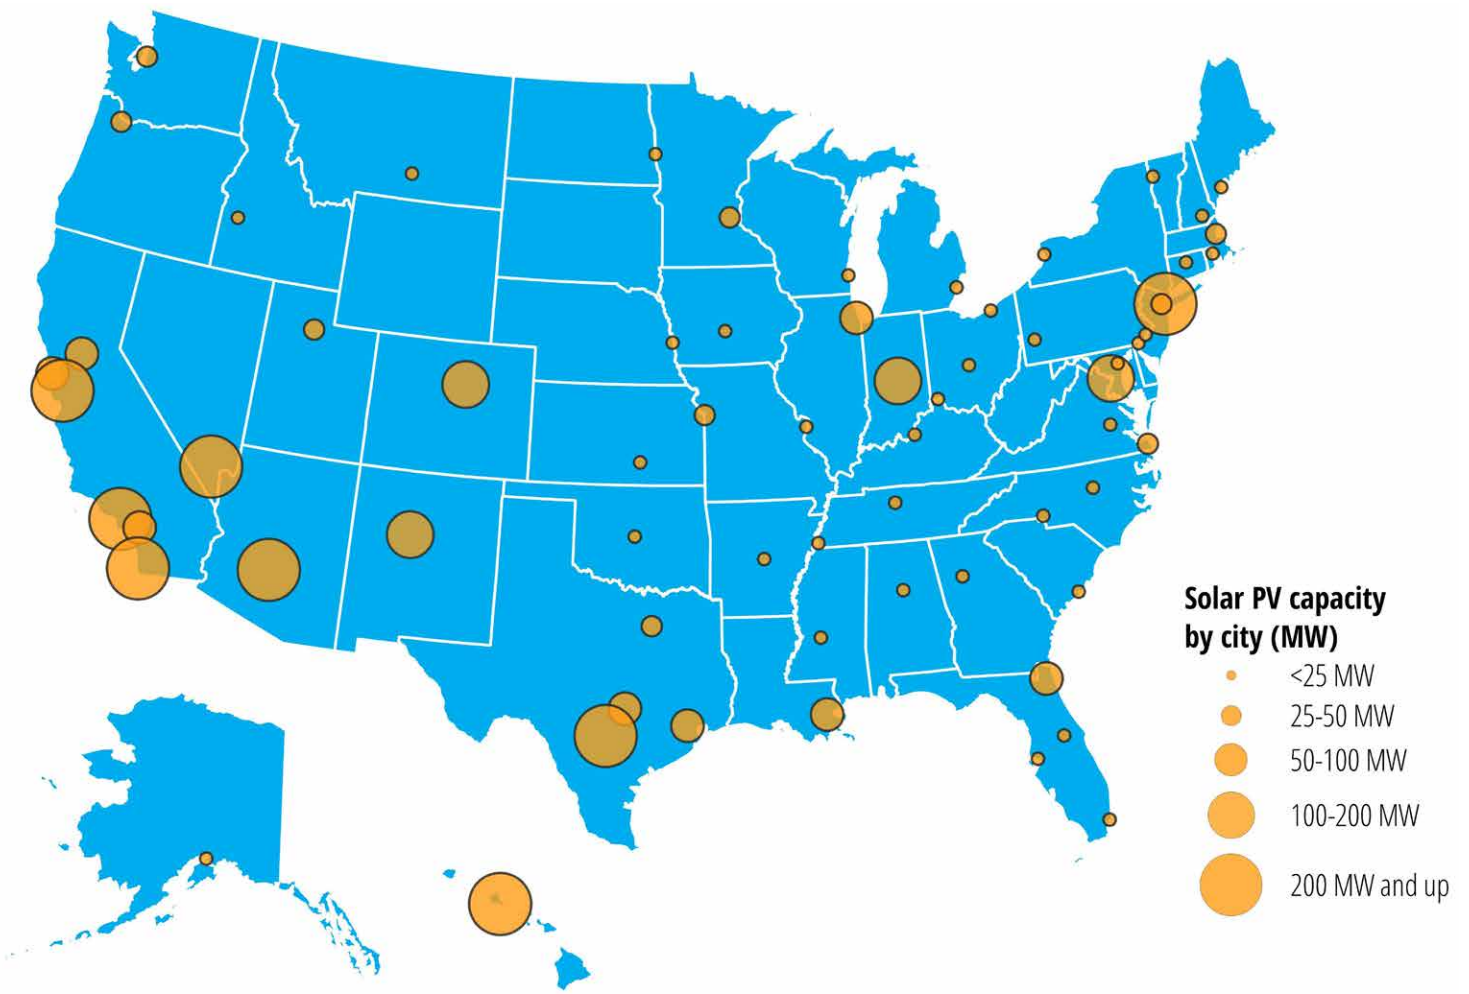 Solar PV capacity
by city (MW)
<25 MW
25-50 MW
50-100 MW
100-200 MW
200 MW and up